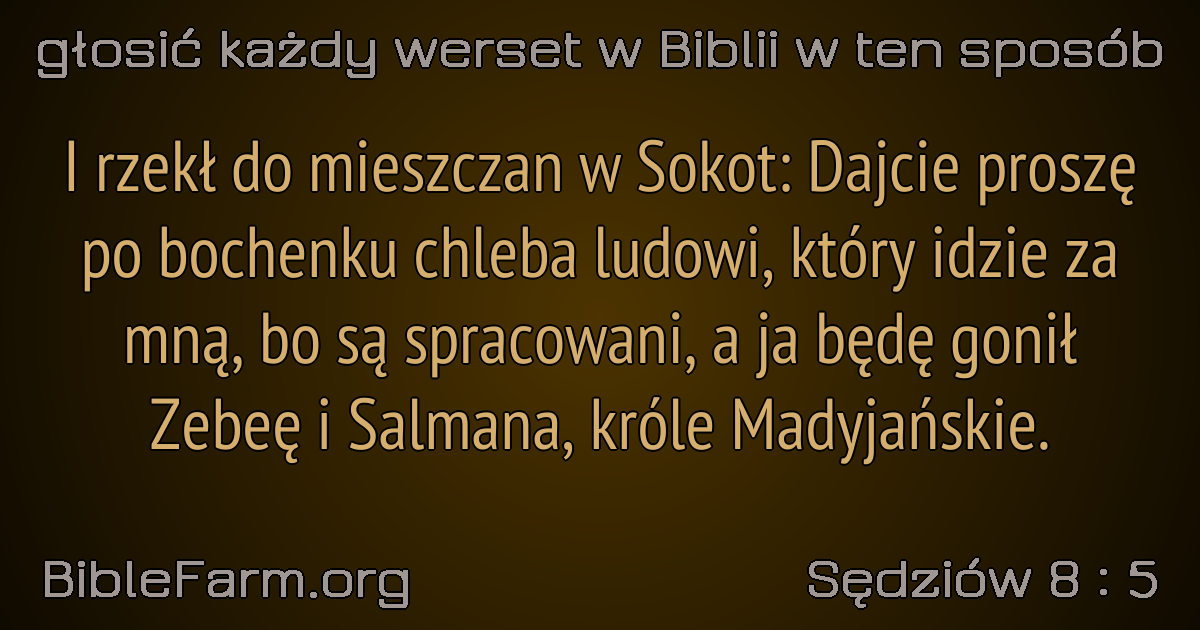 głosić każdy werset w Biblii w ten sposób
I rzekł do mieszczan w Sokot: Dajcie proszę
po bochenku chleba ludowi, który idzie za
mną, bo są spracowani, a ja będę gonił
Zebeę i Salmana, króle Madyjańskie.
BibleFarm.org
Sędziów 8 : 5